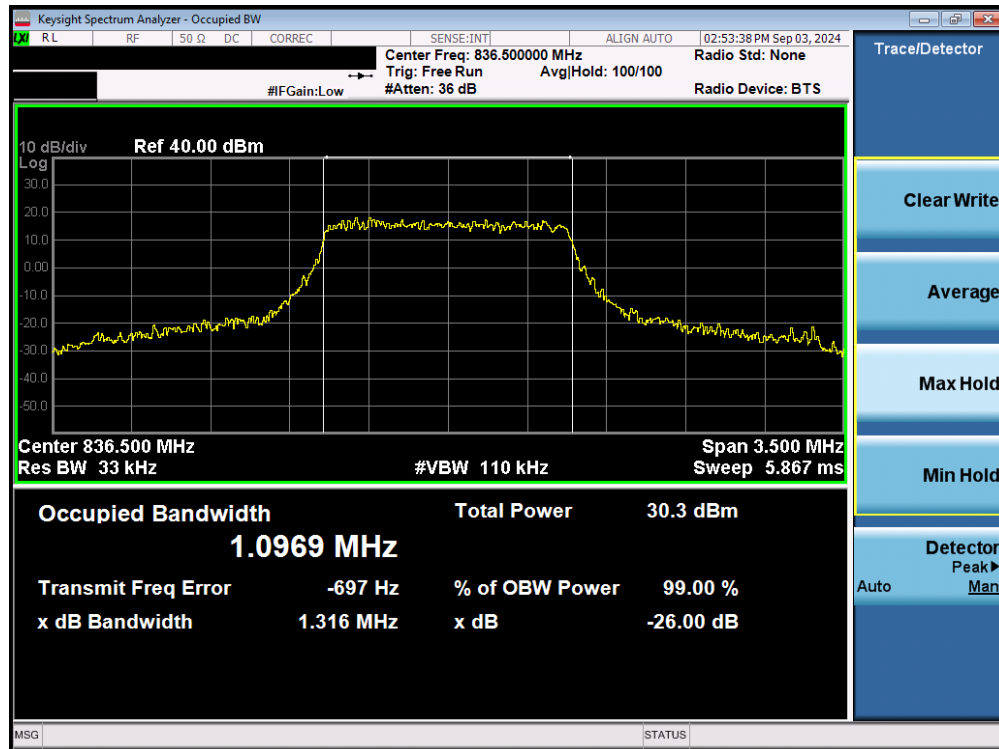 Keysight Spectrum Analyzer - Occupied BW
LXI RL RF 50 Ω DC CORREC SENSE:INT ALIGN AUTO 02:53:38 PM Sep 03, 2024
Center Freq: 836.500000 MHz Radio Std: None
Trig: Free Run Avg|Hold: 100/100
#IFGain:Low #Atten: 36 dB Radio Device: BTS
10 dB/div Ref 40.00 dBm
Log
30.0
20.0
10.0
0.00
-10.0
-20.0
-30.0
-40.0
-50.0
Center 836.500 MHz Span 3.500 MHz
Res BW 33 kHz #VBW 110 kHz Sweep 5.867 ms
Occupied Bandwidth Total Power 30.3 dBm
1.0969 MHz
Transmit Freq Error -697 Hz % of OBW Power 99.00 %
x dB Bandwidth 1.316 MHz x dB -26.00 dB
Trace/Detector
Clear Write
Average
Max Hold
Min Hold
Detector
Peak▶
Auto Man
MSG STATUS